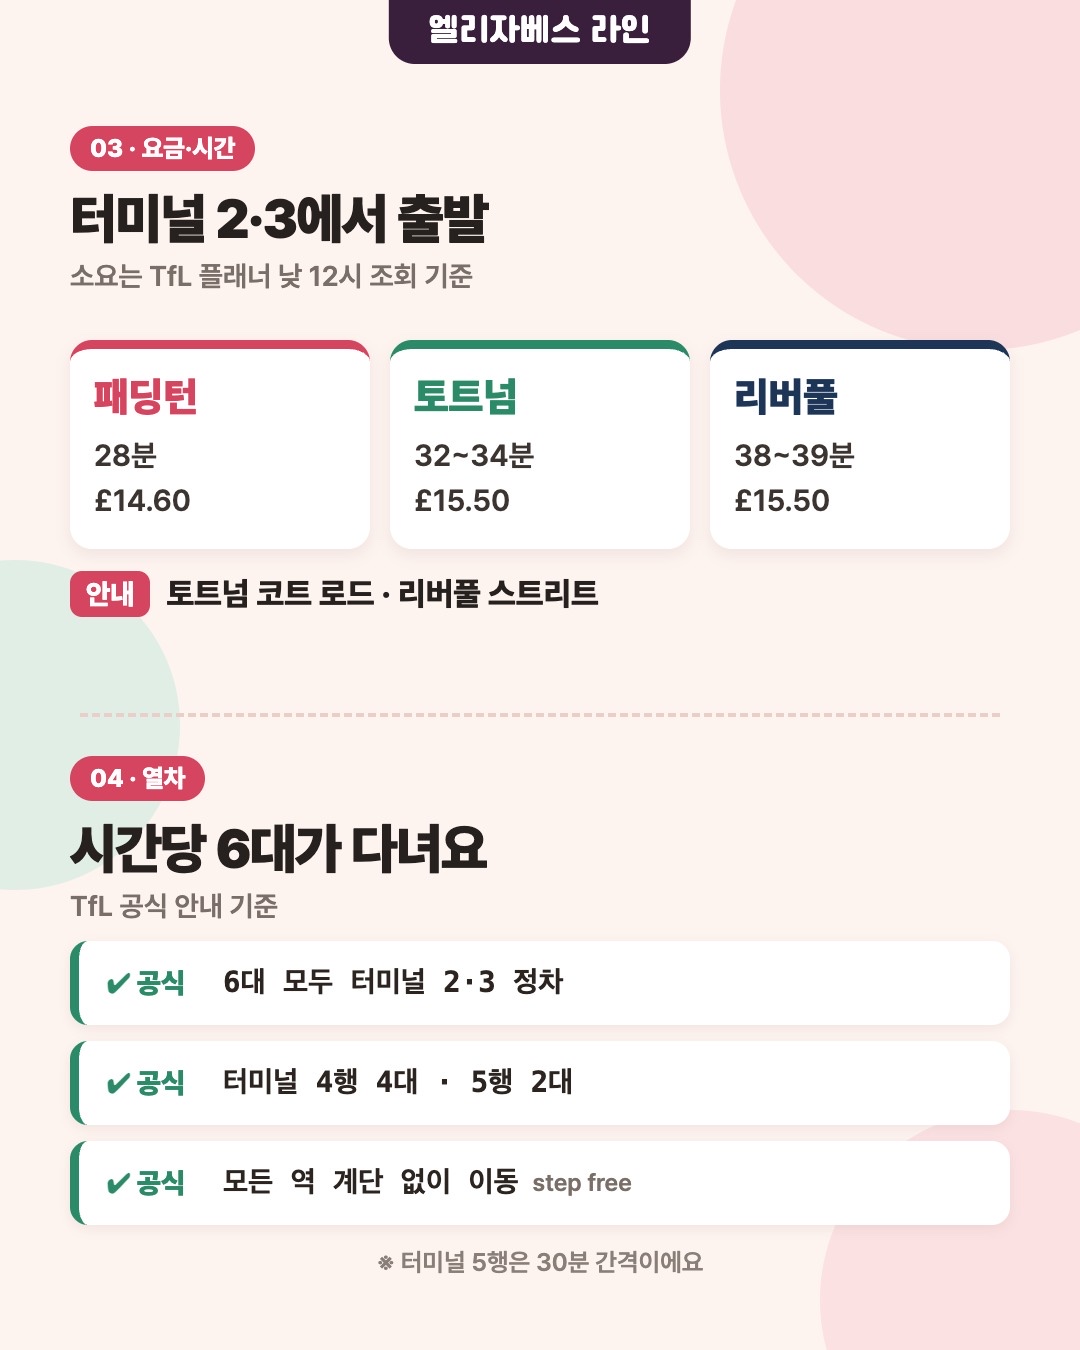 엘리자베스 라인
03 · 요금·시간
터미널 2·3에서 출발
소요는 TfL 플래너 낮 12시 조회 기준
패딩턴
28분
£14.60
토트넘
32~34분
£15.50
리버풀
38~39분
£15.50
안내 토트넘 코트 로드 · 리버풀 스트리트
04 · 열차
시간당 6대가 다녀요
TfL 공식 안내 기준
✔ 공식 6대 모두 터미널 2·3 정차
✔ 공식 터미널 4행 4대 · 5행 2대
✔ 공식 모든 역 계단 없이 이동 step free
※ 터미널 5행은 30분 간격이에요